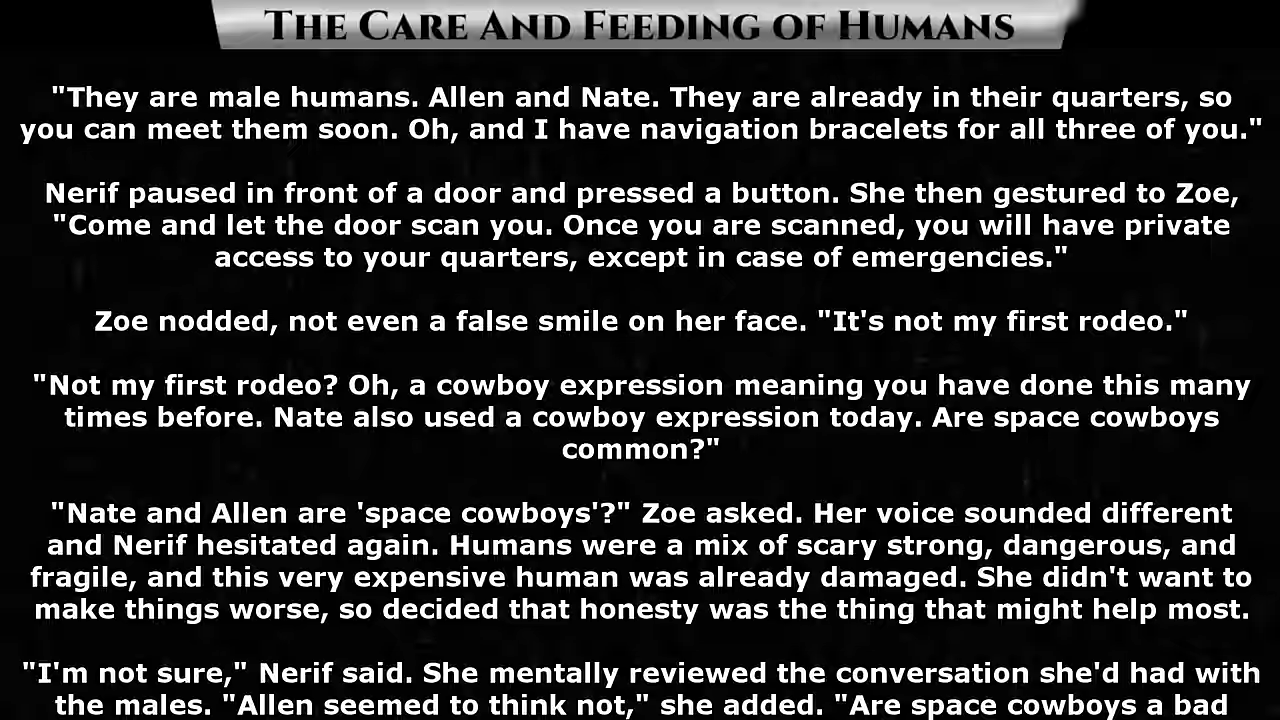 The Care And Feeding of Humans
"They are male humans. Allen and Nate. They are already in their quarters, so
you can meet them soon. Oh, and I have navigation bracelets for all three of you."
Nerif paused in front of a door and pressed a button. She then gestured to Zoe,
"Come and let the door scan you. Once you are scanned, you will have private
access to your quarters, except in case of emergencies."
Zoe nodded, not even a false smile on her face. "It's not my first rodeo."
"Not my first rodeo? Oh, a cowboy expression meaning you have done this many
times before. Nate also used a cowboy expression today. Are space cowboys
common?"
"Nate and Allen are 'space cowboys'?" Zoe asked. Her voice sounded different
and Nerif hesitated again. Humans were a mix of scary strong, dangerous, and
fragile, and this very expensive human was already damaged. She didn't want to
make things worse, so decided that honesty was the thing that might help most.
"I'm not sure," Nerif said. She mentally reviewed the conversation she'd had with
the males. "Allen seemed to think not," she added. "Are space cowboys a bad